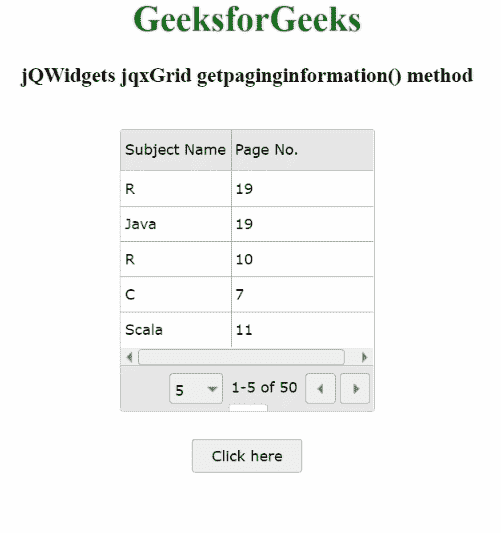 GeeksforGeeks
jQWidgets jqxGrid getpaginginformation() method
Subject Name Page No.
R 19
Java 19
R 10
C 7
Scala 11
5 1-5 of 50
Click here